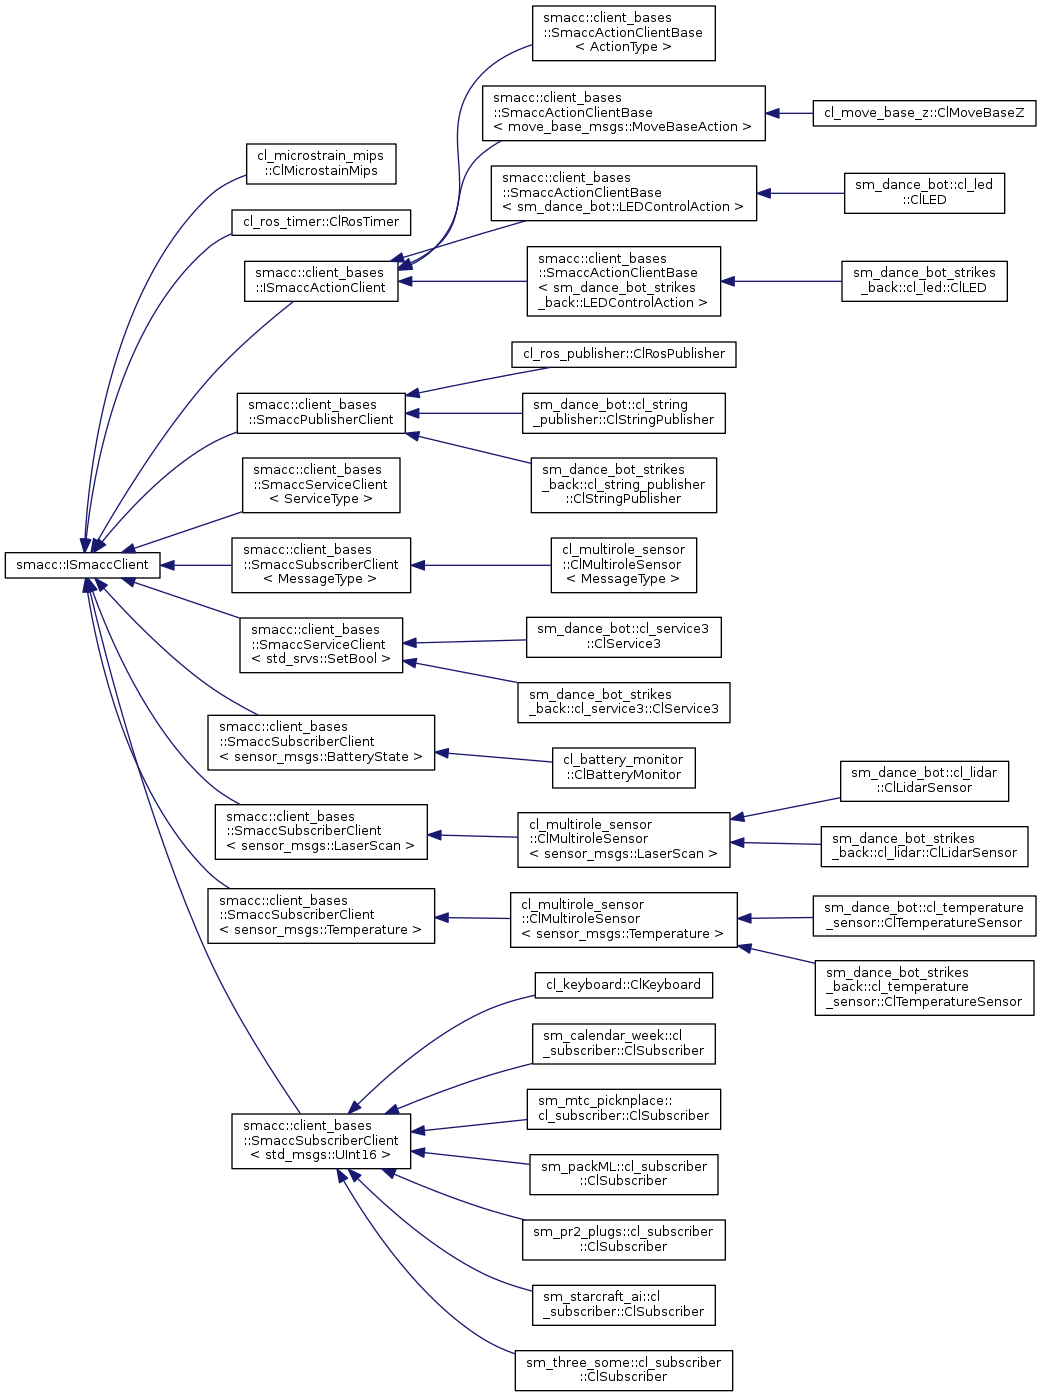 smacc::client_bases
::SmaccActionClientBase
< ActionType >
smacc::client_bases
::SmaccActionClientBase
< move_base_msgs::MoveBaseAction >
cl_move_base_z::ClMoveBaseZ
cl_microstrain_mips
::ClMicrostainMips
smacc::client_bases
::SmaccActionClientBase
< sm_dance_bot::LEDControlAction >
sm_dance_bot::cl_led
::ClLED
cl_ros_timer::ClRosTimer
smacc::client_bases
::ISmaccActionClient
smacc::client_bases
::SmaccActionClientBase
< sm_dance_bot_strikes
_back::LEDControlAction >
sm_dance_bot_strikes
_back::cl_led::ClLED
cl_ros_publisher::ClRosPublisher
smacc::client_bases
::SmaccPublisherClient
sm_dance_bot::cl_string
_publisher::ClStringPublisher
smacc::client_bases
::SmaccServiceClient
< ServiceType >
sm_dance_bot_strikes
_back::cl_string_publisher
::ClStringPublisher
smacc::ISmaccClient
smacc::client_bases
::SmaccSubscriberClient
< MessageType >
cl_multirole_sensor
::ClMultiroleSensor
< MessageType >
smacc::client_bases
::SmaccServiceClient
< std_srvs::SetBool >
sm_dance_bot::cl_service3
::ClService3
sm_dance_bot_strikes
_back::cl_service3::ClService3
smacc::client_bases
::SmaccSubscriberClient
< sensor_msgs::BatteryState >
cl_battery_monitor
::ClBatteryMonitor
smacc::client_bases
::SmaccSubscriberClient
< sensor_msgs::LaserScan >
cl_multirole_sensor
::ClMultiroleSensor
< sensor_msgs::LaserScan >
sm_dance_bot::cl_lidar
::ClLidarSensor
sm_dance_bot_strikes
_back::cl_lidar::ClLidarSensor
smacc::client_bases
::SmaccSubscriberClient
< sensor_msgs::Temperature >
cl_multirole_sensor
::ClMultiroleSensor
< sensor_msgs::Temperature >
sm_dance_bot::cl_temperature
_sensor::ClTemperatureSensor
sm_dance_bot_strikes
_back::cl_temperature
_sensor::ClTemperatureSensor
cl_keyboard::ClKeyboard
sm_calendar_week::cl
_subscriber::ClSubscriber
sm_mtc_picknplace::
cl_subscriber::ClSubscriber
smacc::client_bases
::SmaccSubscriberClient
< std_msgs::UInt16 >
sm_packML::cl_subscriber
::ClSubscriber
sm_pr2_plugs::cl_subscriber
::ClSubscriber
sm_starcraft_ai::cl
_subscriber::ClSubscriber
sm_three_some::cl_subscriber
::ClSubscriber